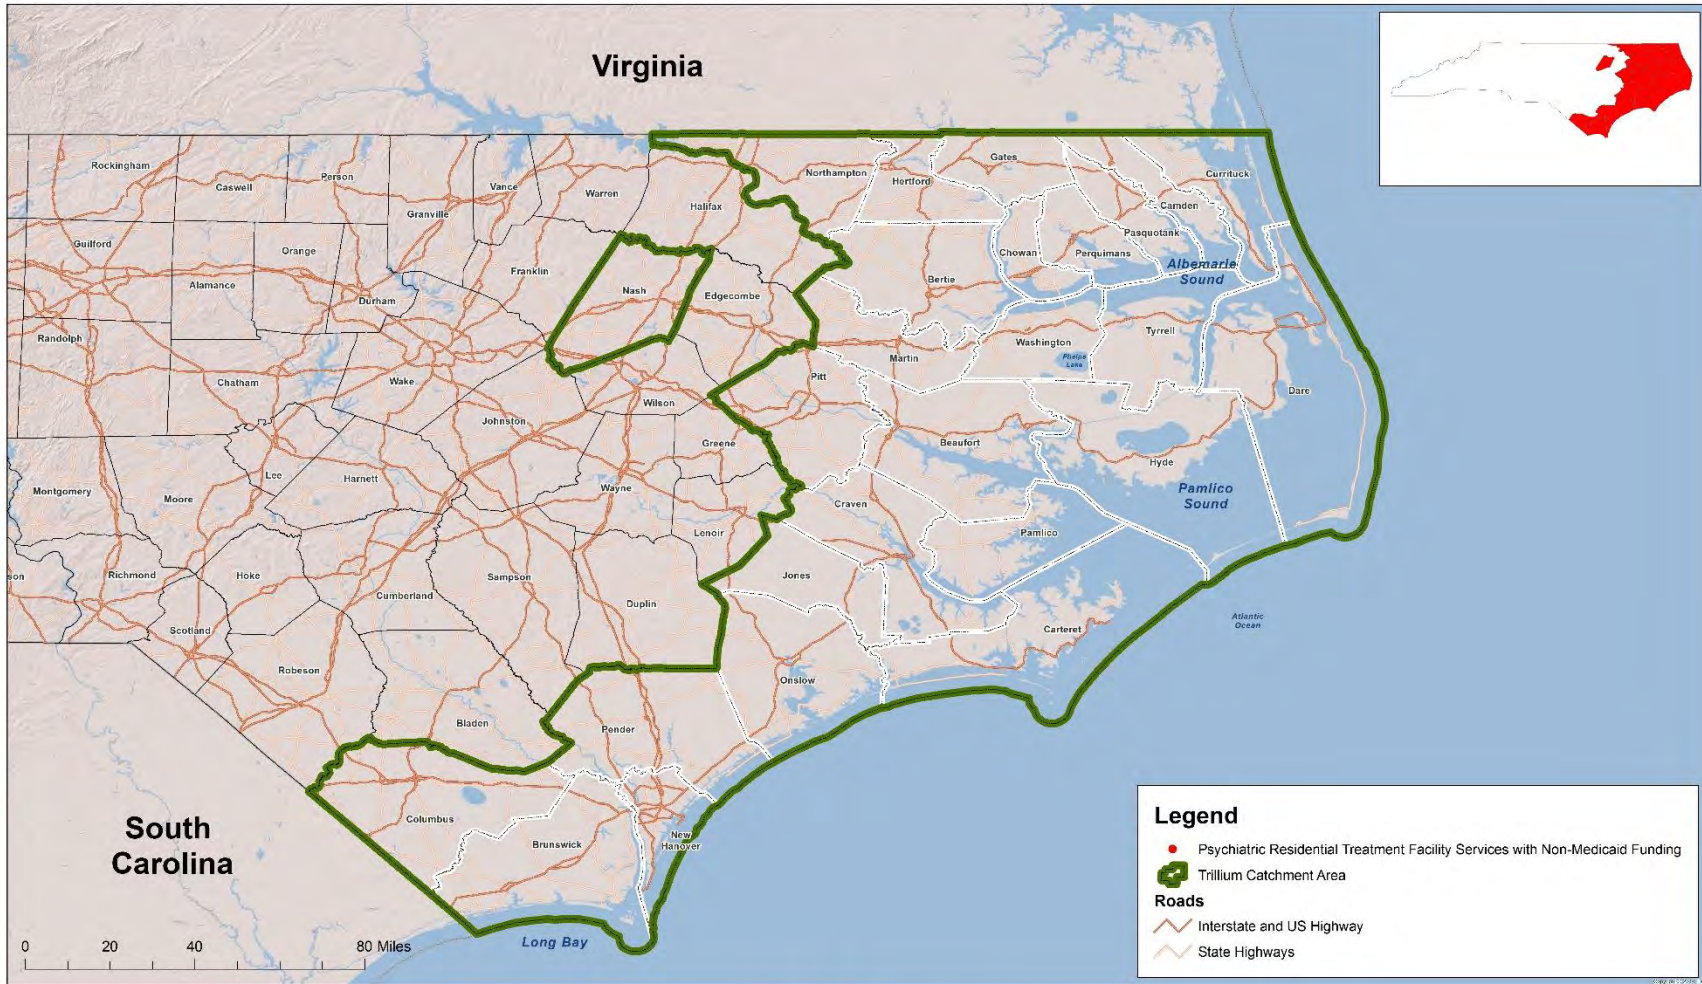 Virginia
Rockingham
Caswell
Person
Granville
Vance
Warren
Halifax
Northampton
Hertford
Gates
Currituck
Camden
Pasquotank
Perquimans
Chowan
Albemarle
Sound
Guilford
Alamance
Orange
Durham
Franklin
Nash
Edgecombe
Bertie
Randolph
Chatham
Wake
Johnston
Wilson
Pitt
Martin
Washington
Phelps
Lake
Tyrrell
Dare
Greene
Beaufort
Hyde
Pamlico
Sound
Montgomery
Moore
Lee
Harnett
Wayne
Craven
Lenoir
Pamlico
son
Richmond
Hoke
Cumberland
Sampson
Duplin
Jones
Carteret
Atlantic
Ocean
Scotland
Robeson
Bladen
Pender
Onslow
Columbus
Brunswick
New
Hanover
South
Carolina
Long Bay
0 20 40 80 Miles
Legend
Psychiatric Residential Treatment Facility Services with Non-Medicaid Funding
Trillium Catchment Area
Roads
Interstate and US Highway
State Highways